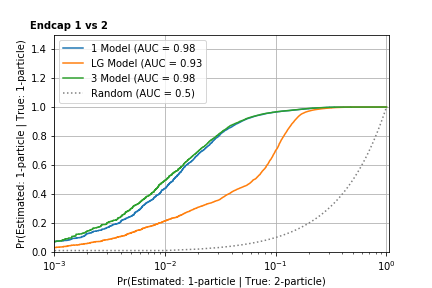 Endcap 1 vs 2
Pr(Estimated: 1-particle | True: 1-particle)
1.4
1.2
1.0
0.8
0.6
0.4
0.2
0.0
1 Model (AUC = 0.98
LG Model (AUC = 0.93
3 Model (AUC = 0.98
Random (AUC = 0.5)
10⁻³ 10⁻² 10⁻¹ 10⁰
Pr(Estimated: 1-particle | True: 2-particle)